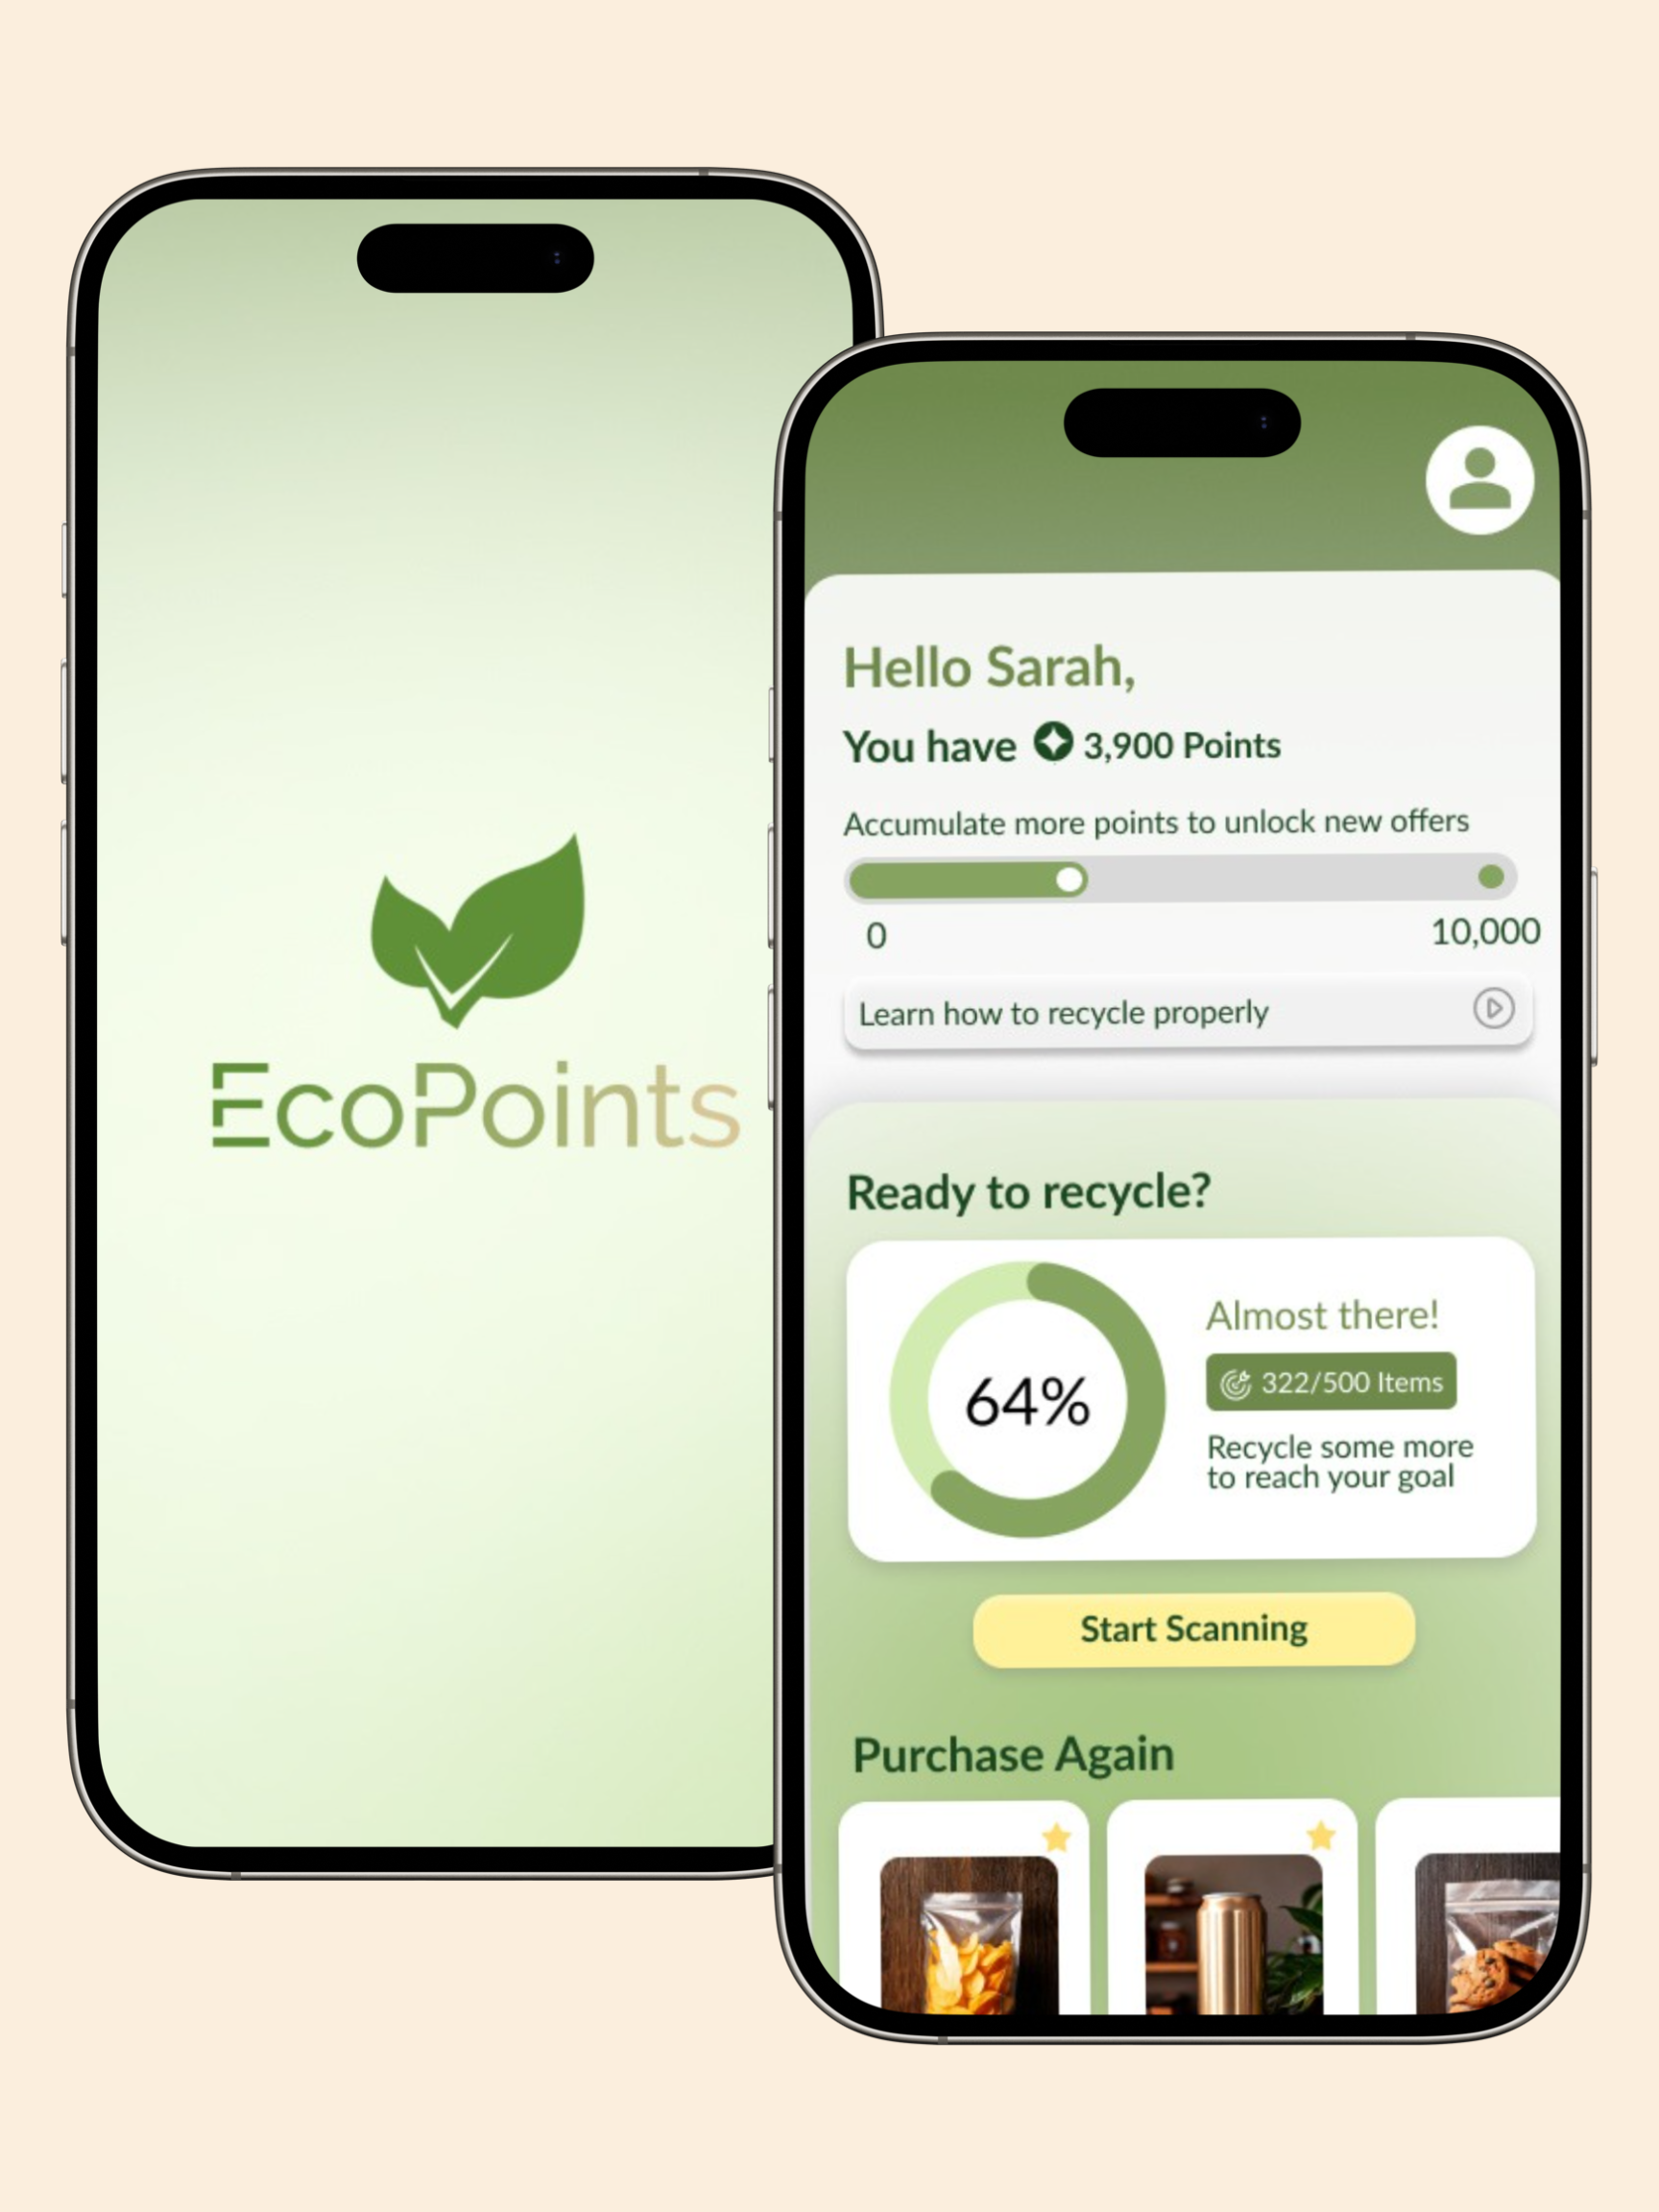 EcoPoints
Hello Sarah,
You have 3,900 Points
Accumulate more points to unlock new offers
0
10,000
Learn how to recycle properly
Ready to recycle?
64%
Almost there!
322/500 Items
Recycle some more
to reach your goal
Start Scanning
Purchase Again